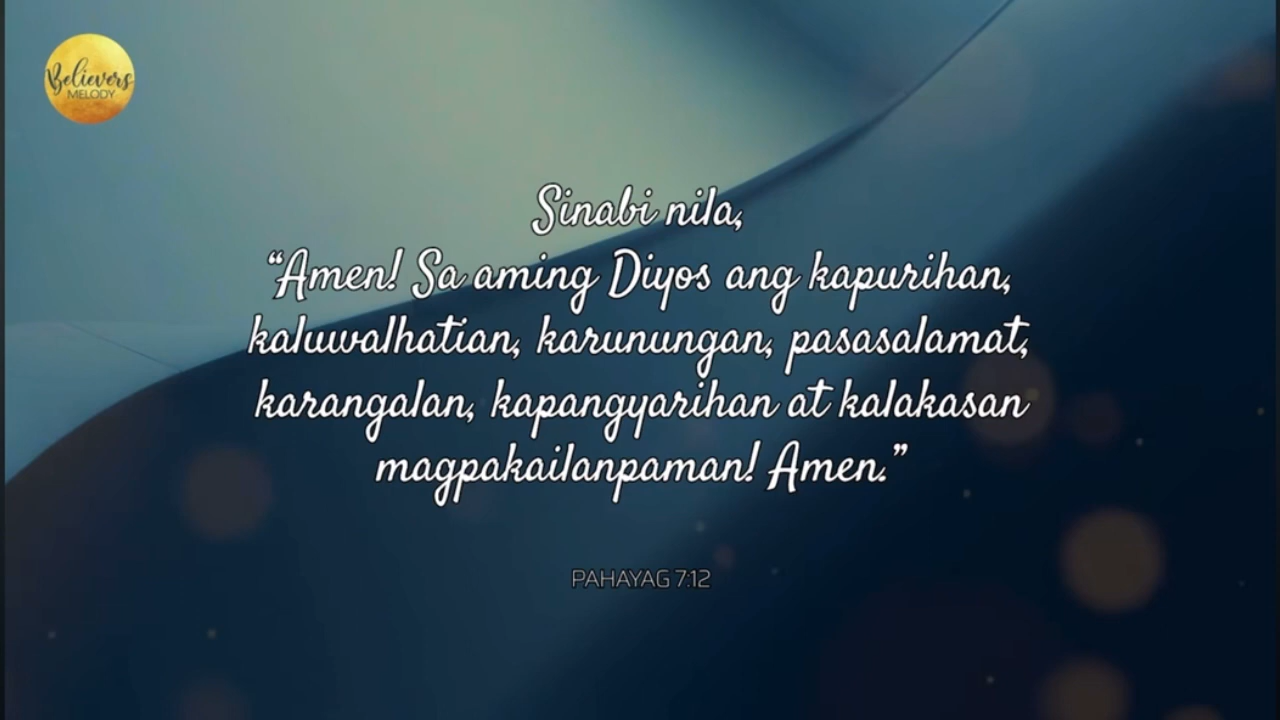 Believers
MELODY
Sinabi nila,
“Amen! Sa aming Diyos ang kapurihan,
kaluwalhatian, karunungan, pasasalamat,
karangalan, kapangyarihan at kalakasan
magpakailanpaman! Amen.”
PAHAYAG 7:12